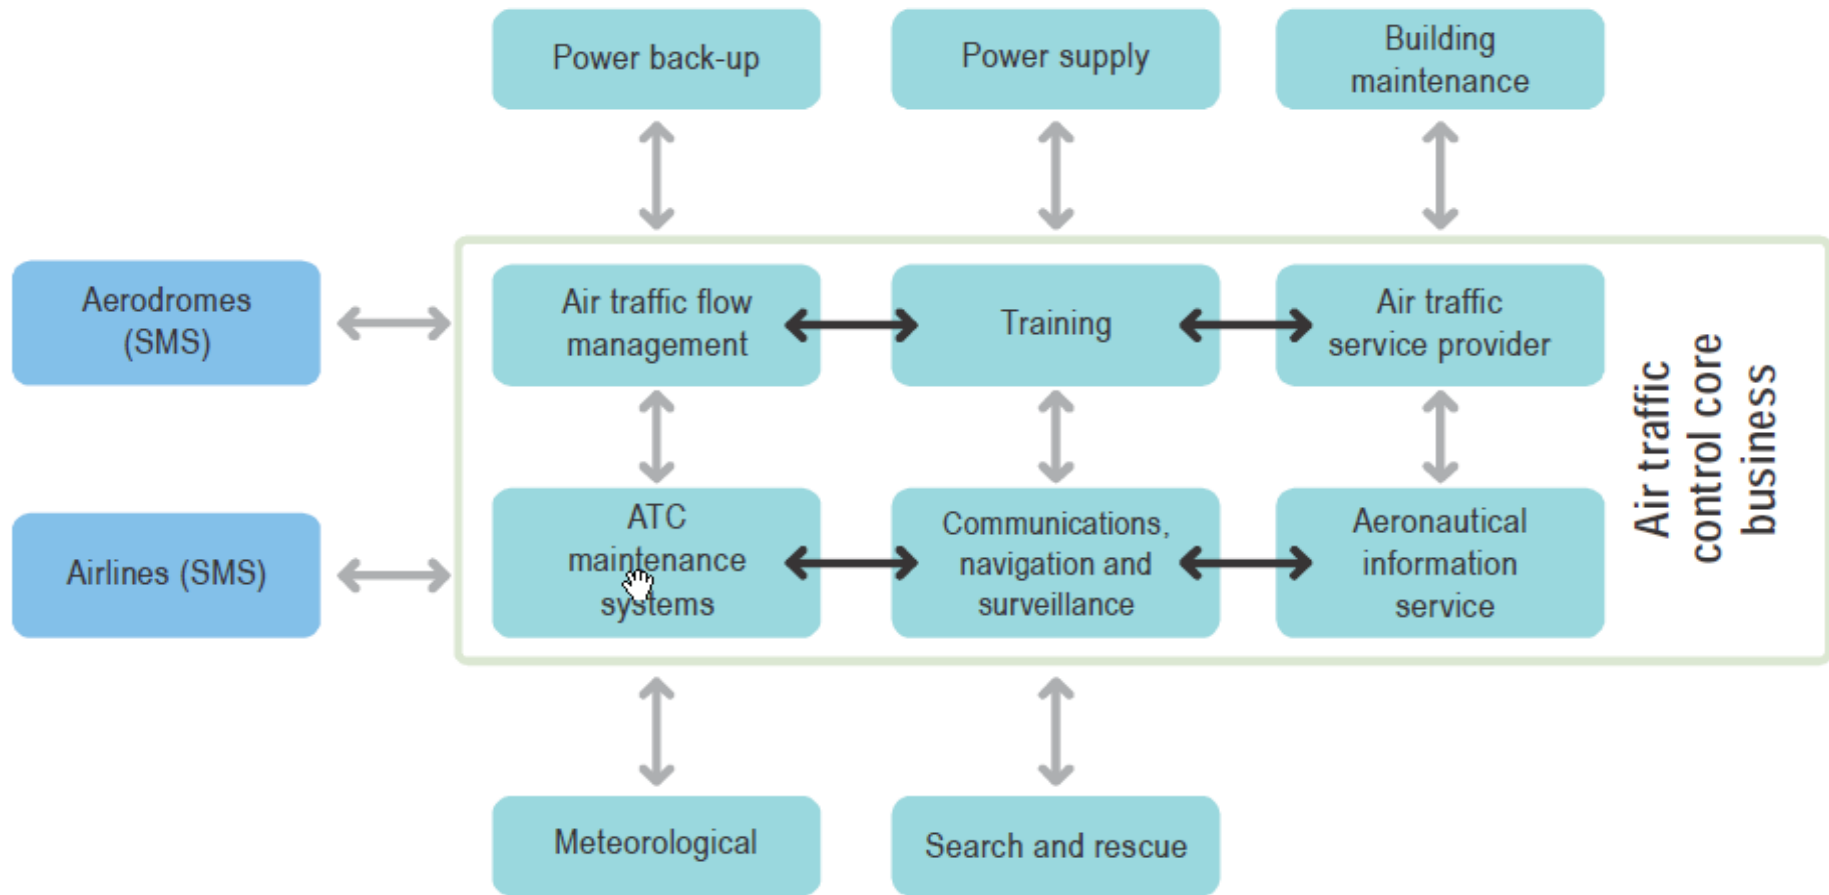 Power back-up
Power supply
Building
maintenance
Aerodromes
(SMS)
Air traffic flow
management
Training
Air traffic
service provider
Air traffic
control core
business
Airlines (SMS)
ATC
maintenance
systems
Communications,
navigation and
surveillance
Aeronautical
information
service
Meteorological
Search and rescue